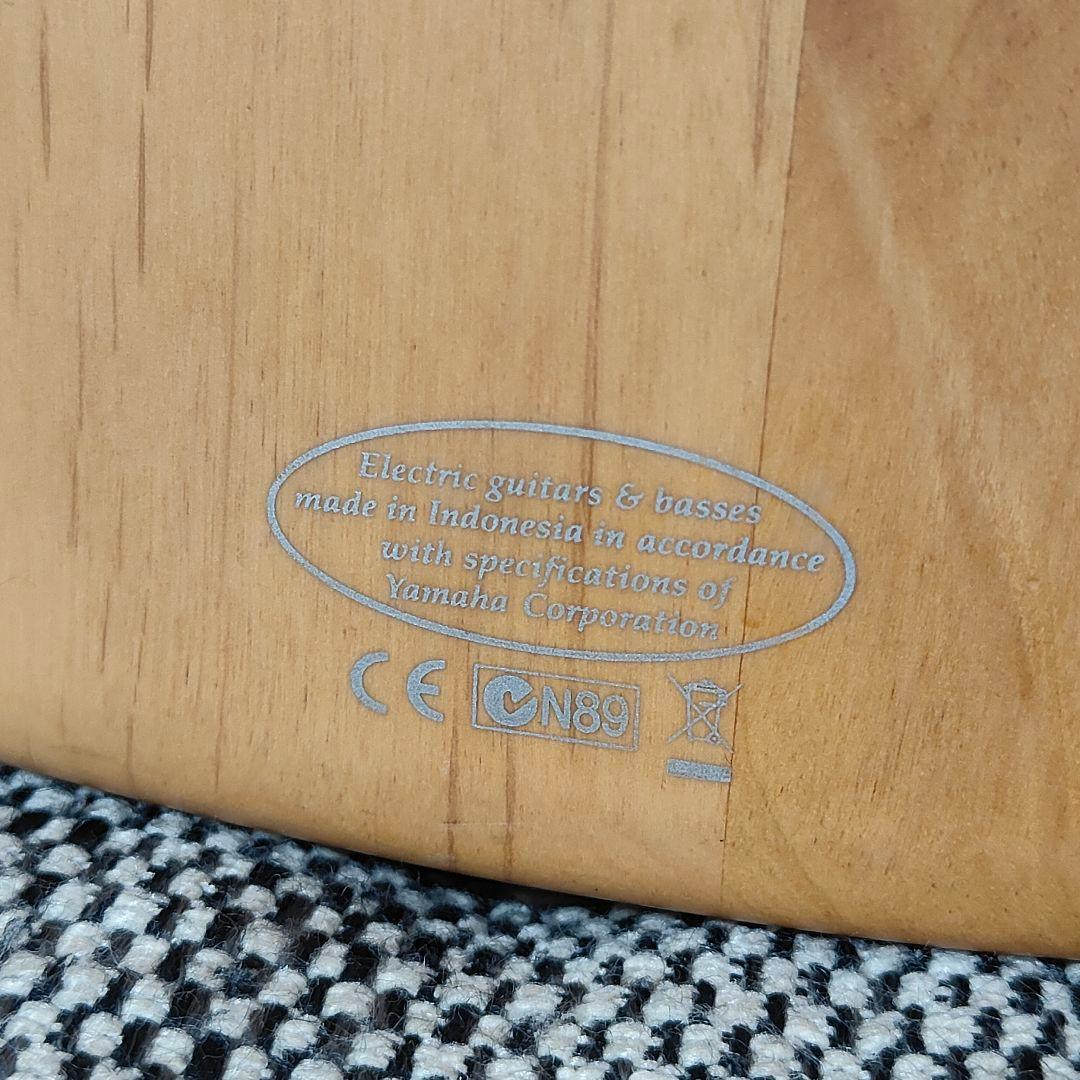 Electric guitars & basses
made in Indonesia in accordance
with specifications of
Yamaha Corporation
CE N89